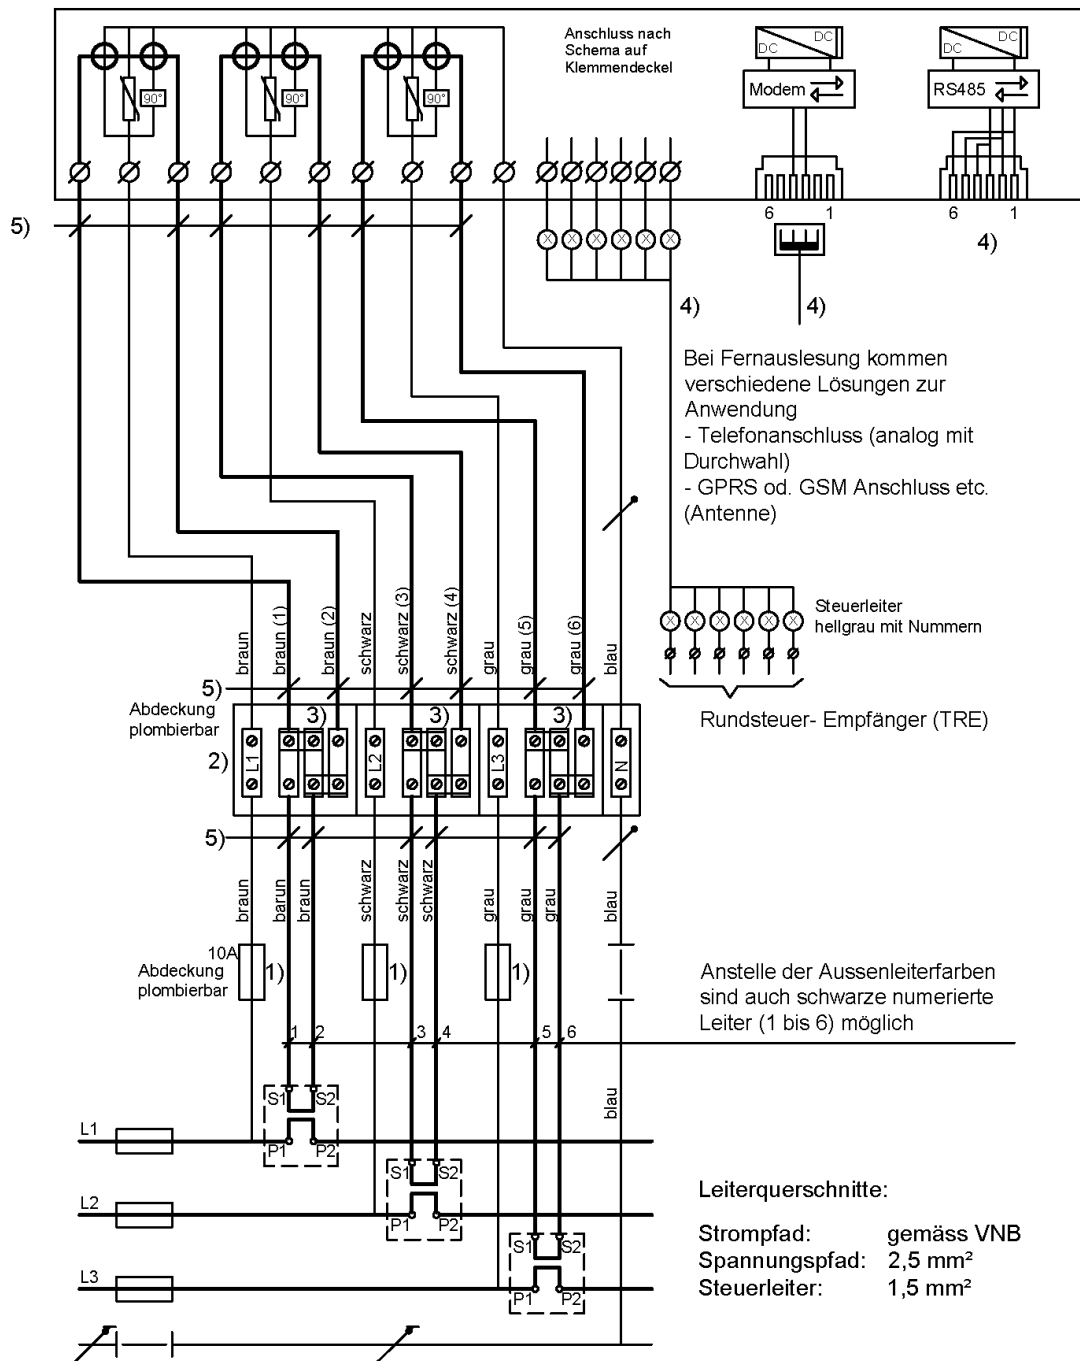 Anschluss nach
Schema auf
Klemmendeckel
DC
DC
DC
DC
Modem
RS485
90°
90°
90°
5)
6
1
6
1
4)
X X X X X X
4)
4)
Bei Fernauslesung kommen
verschiedene Lösungen zur
Anwendung
- Telefonanschluss (analog mit
Durchwahl)
- GPRS od. GSM Anschluss etc.
(Antenne)
braun
braun (1)
braun (2)
schwarz
schwarz (3)
schwarz (4)
grau
grau (5)
grau (6)
blau
X X X X X X
Steuerleiter
hellgrau mit Nummern
Rundsteuer- Empfänger (TRE)
5)
Abdeckung
plombierbar
3)
3)
3)
2)
L1
L2
L3
N
5)
braun
barun
braun
schwarz
schwarz
schwarz
grau
grau
grau
blau
10A
Abdeckung
plombierbar
1)
1)
1)
Anstelle der Aussenleiterfarben
sind auch schwarze numerierte
Leiter (1 bis 6) möglich
1
2
3
4
5
6
blau
S1
S2
L1
P1
P2
S1
S2
L2
P1
P2
S1
S2
L3
P1
P2
Leiterquerschnitte:
Strompfad: gemäss VNB
Spannungspfad: 2,5 mm²
Steuerleiter: 1,5 mm²